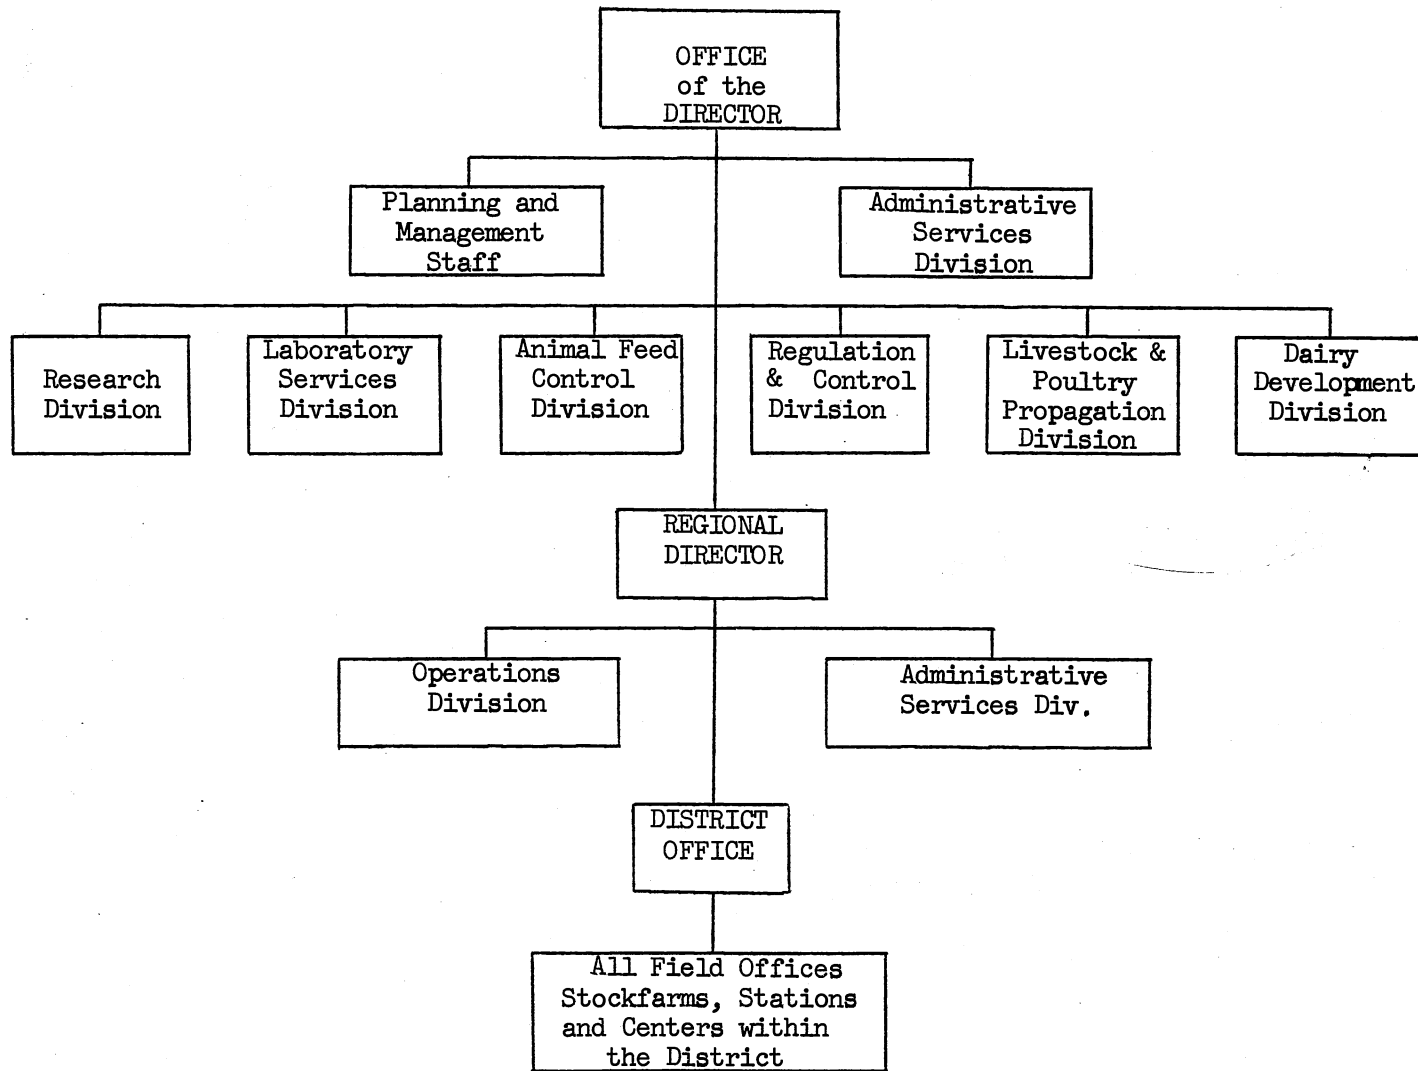 OFFICE
of the
DIRECTOR
Planning and
Management
Staff
Administrative
Services
Division
Research
Division
Laboratory
Services
Division
Animal Feed
Control
Division
Regulation
& Control
Division
Livestock &
Poultry
Propagation
Division
Dairy
Development
Division
REGIONAL
DIRECTOR
Operations
Division
Administrative
Services Div.
DISTRICT
OFFICE
All Field Offices
Stockfarms, Stations
and Centers within
the District